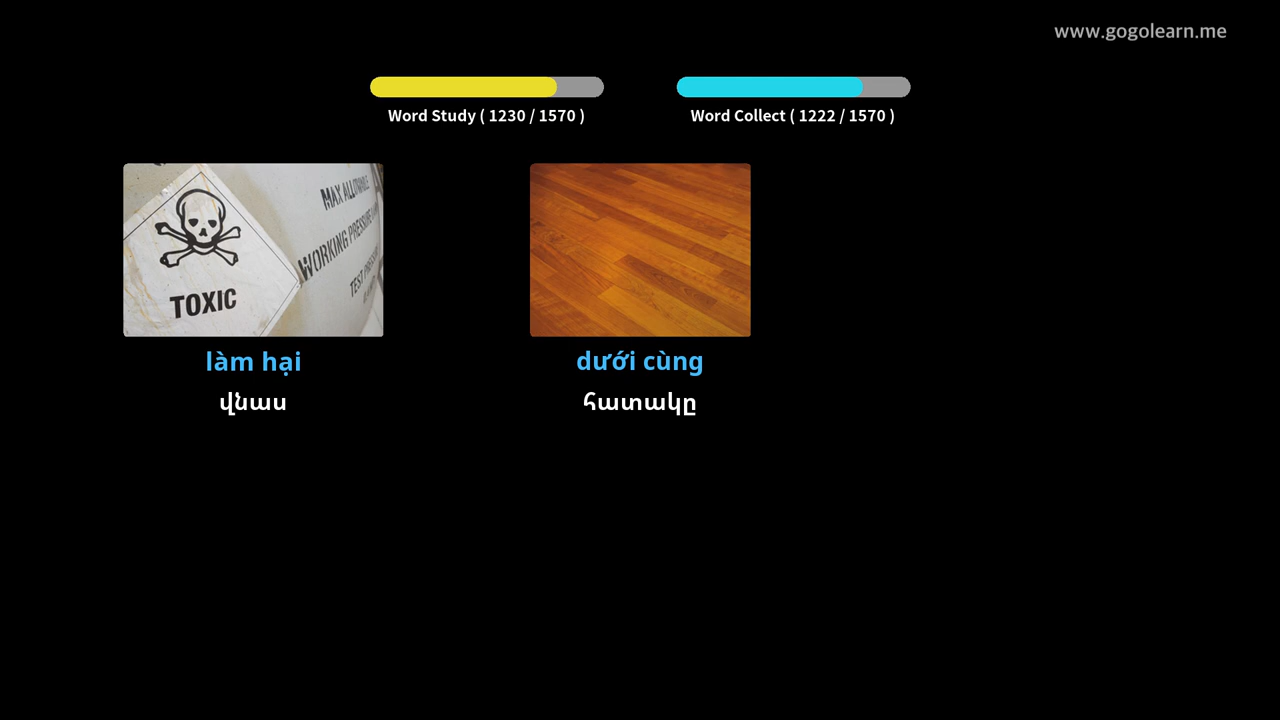 www.gogolearn.me
Word Study ( 1230 / 1570 )
Word Collect ( 1222 / 1570 )
TOXIC
MAX ALLOWABLE
WORKING PRESSURE
TEST
làm hại
վնաս
dưới cùng
հատակը